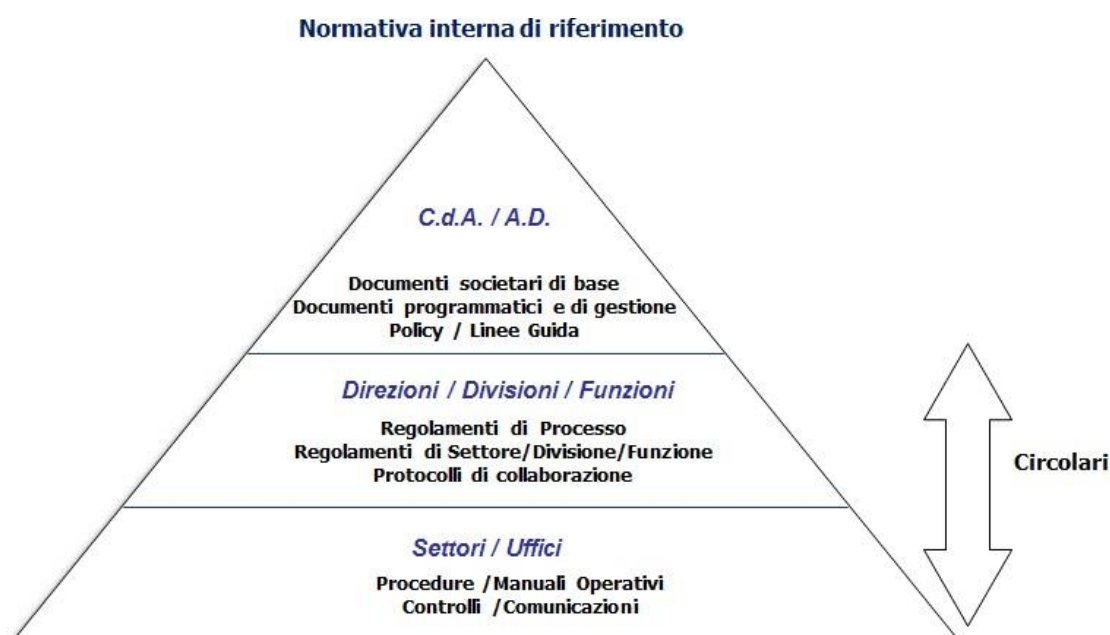 Normativa interna di riferimento
C.d.A. / A.D.
Documenti societari di base
Documenti programmatici e di gestione
Policy / Linee Guida
Direzioni / Divisioni / Funzioni
Regolamenti di Processo
Regolamenti di Settore/Divisione/Funzione
Protocolli di collaborazione
Circolari
Settori / Uffici
Procedure /Manuali Operativi
Controlli /Comunicazioni